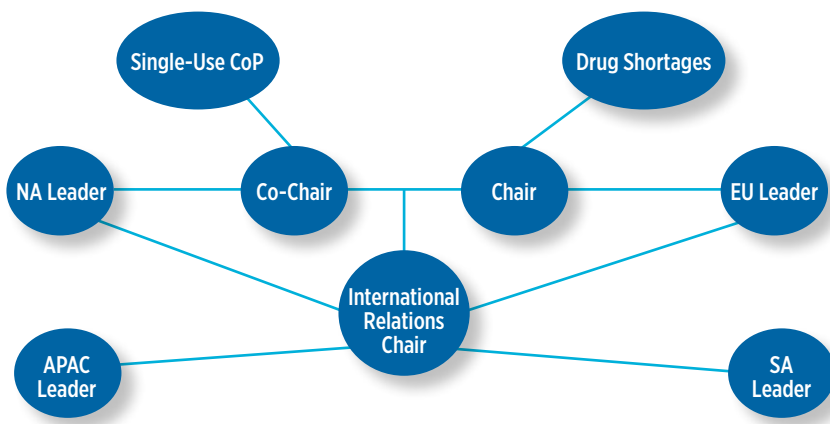 Single-Use CoP
Drug Shortages
NA Leader
Co-Chair
Chair
EU Leader
International
Relations
Chair
APAC
Leader
SA
Leader